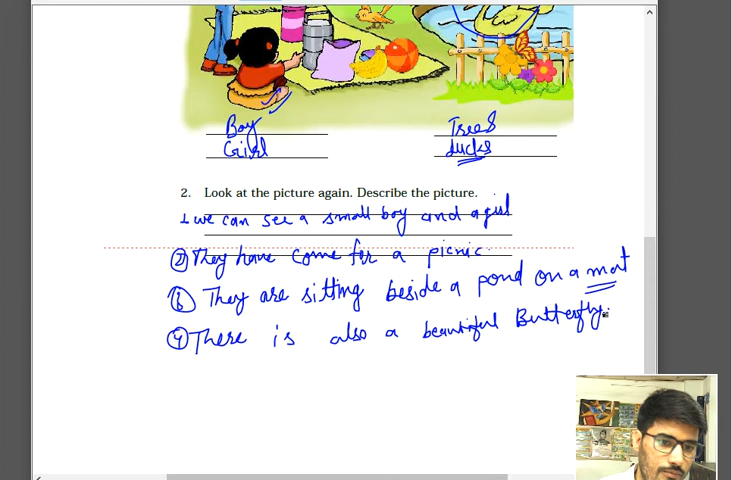 Boy
Girl
Trees
ducks
2. Look at the picture again. Describe the picture.
1 we can see a small boy and a girl
② They have come for a picnic.
③ They are sitting beside a pond on a mat
④ There is also a beautiful Butterfly.